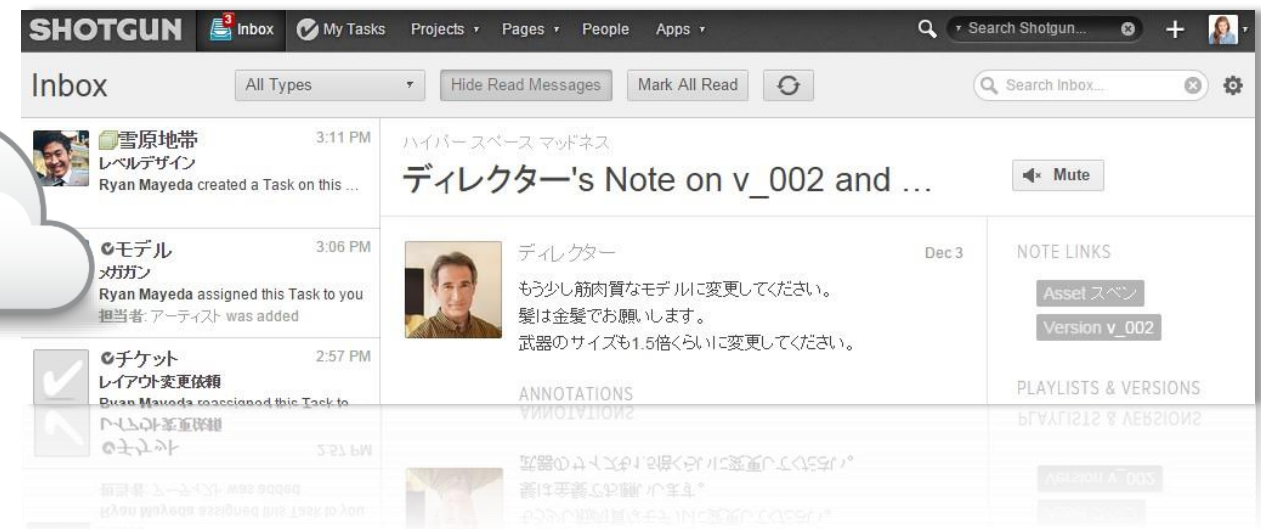 SHOTGUN 3 Inbox My Tasks Projects Pages People Apps Search Shotgun...
Inbox All Types Hide Read Messages Mark All Read Search Inbox...
雪原地帯 3:11 PM
レベルデザイン
Ryan Mayeda created a Task on this ...
モデル 3:06 PM
メガガン
Ryan Mayeda assigned this Task to you
担当者: アーティスト was added
チケット 2:57 PM
レイアウト変更依頼
Ryan Mayeda reassigned this Task to
ハイパー スペース マッドネス
ディレクター's Note on v_002 and ...
Mute
ディレクター Dec 3
もう少し筋肉質なモデルに変更してください。
髪は金髪でお願いします。
武器のサイズも1.5倍くらいに変更してください。
ANNOTATIONS
NOTE LINKS
Asset スベン
Version v_002
PLAYLISTS & VERSIONS